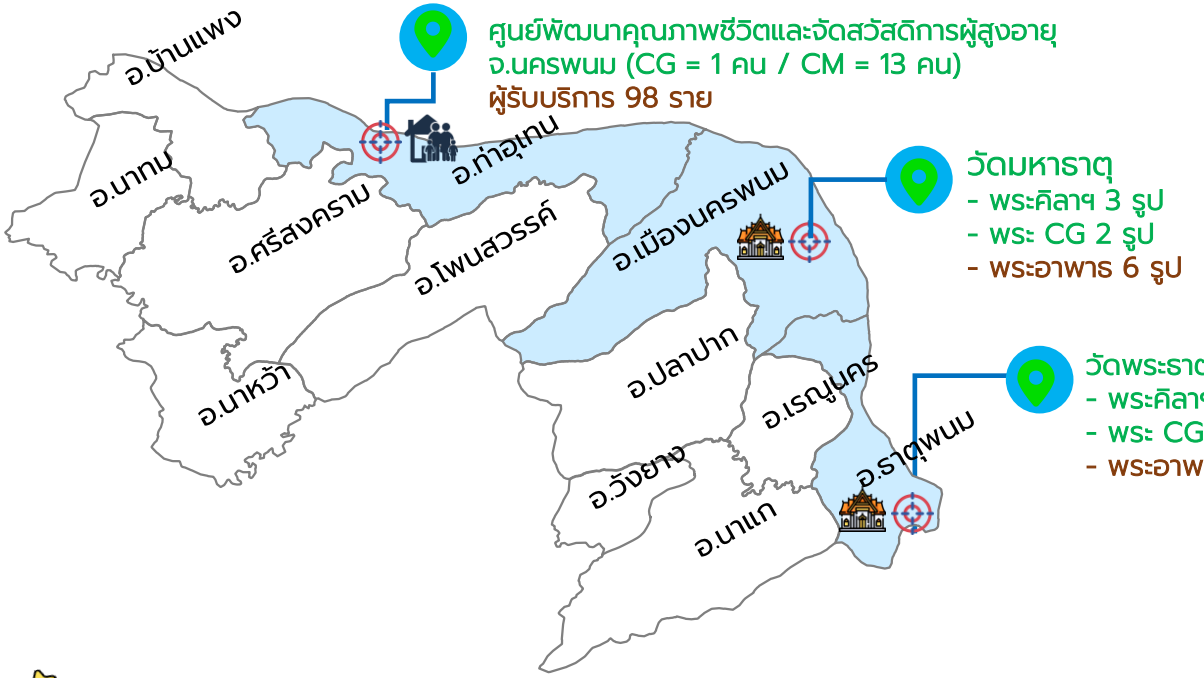 ศูนย์พัฒนาคุณภาพชีวิตและจัดสวัสดิการผู้สูงอายุ
จ.นครพนม (CG = 1 คน / CM = 13 คน)
ผู้รับบริการ 98 ราย
อ.บ้านแพง
อ.นาทม
อ.ท่าอุเทน
อ.ศรีสงคราม
อ.โพนสวรรค์
อ.เมืองนครพนม
วัดมหาธาตุ
- พระคิลาฯ 3 รูป
- พระ CG 2 รูป
- พระอาพาธ 6 รูป
อ.นาหว้า
อ.ปลาปาก
อ.เรณูนคร
วัดพระธาตุ
- พระคิลาฯ
- พระ CG
- พระอาพ
อ.วังยาง
อ.ธาตุพนม
อ.นาแก